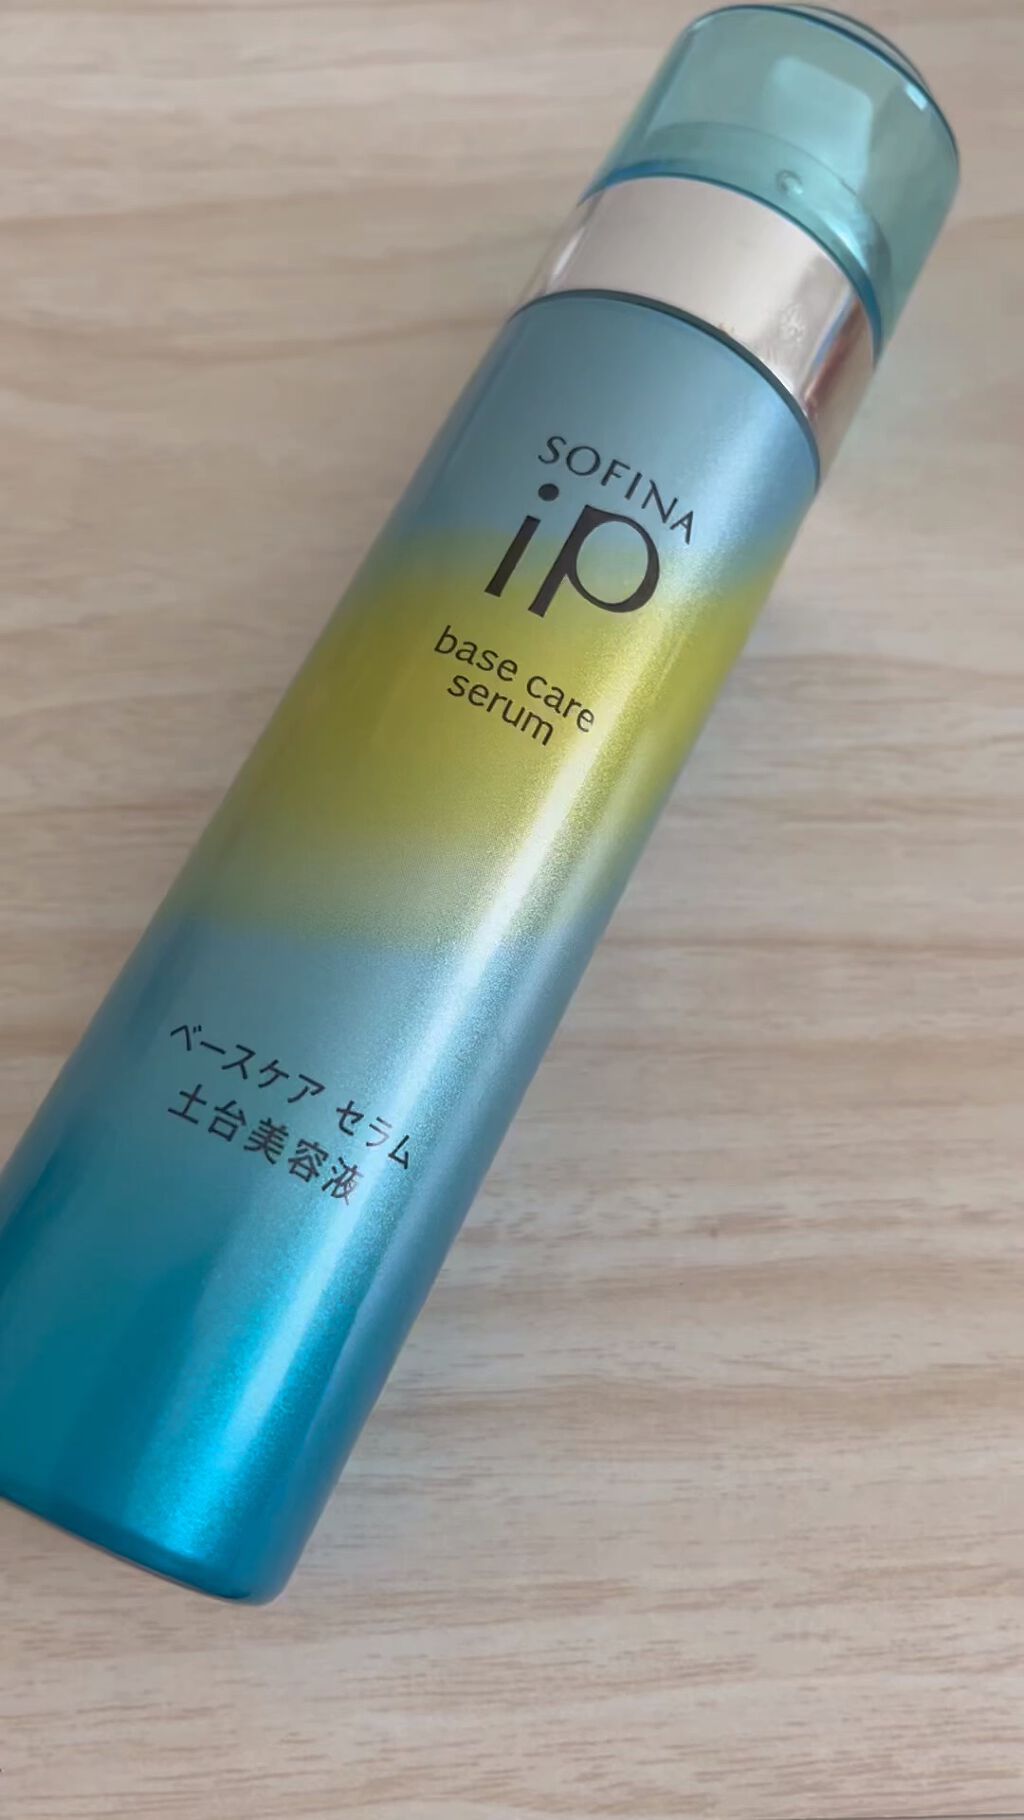 SOFINA
ip
base care
serum
ベースケア セラム
土台美容液